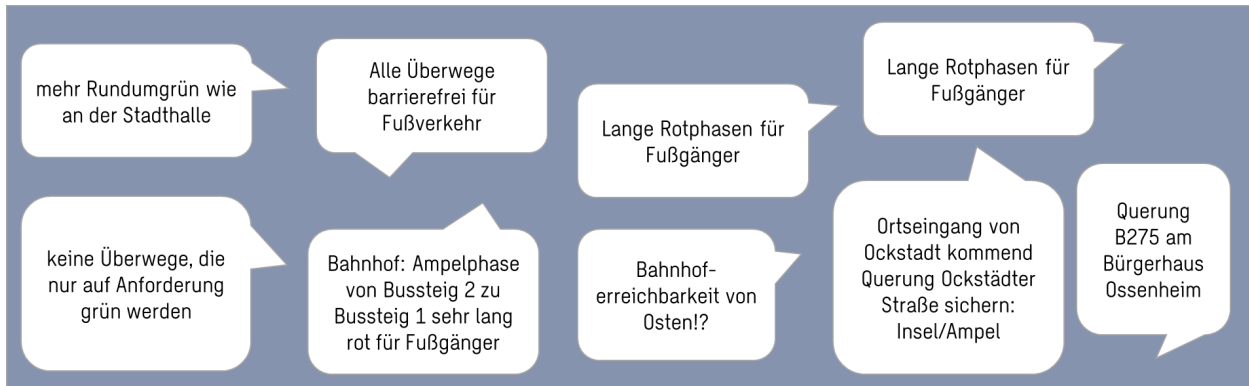 mehr Rundumgrün wie
an der Stadthalle
Alle Überwege
barrierefrei für
Fußverkehr
Lange Rotphasen für
Fußgänger
Lange Rotphasen für
Fußgänger
keine Überwege, die
nur auf Anforderung
grün werden
Bahnhof: Ampelphase
von Bussteig 2 zu
Bussteig 1 sehr lang
rot für Fußgänger
Bahnhof-
erreichbarkeit von
Osten!?
Ortseingang von
Ockstadt kommend
Querung Ockstädter
Straße sichern:
Insel/Ampel
Querung
B275 am
Bürgerhaus
Ossenheim